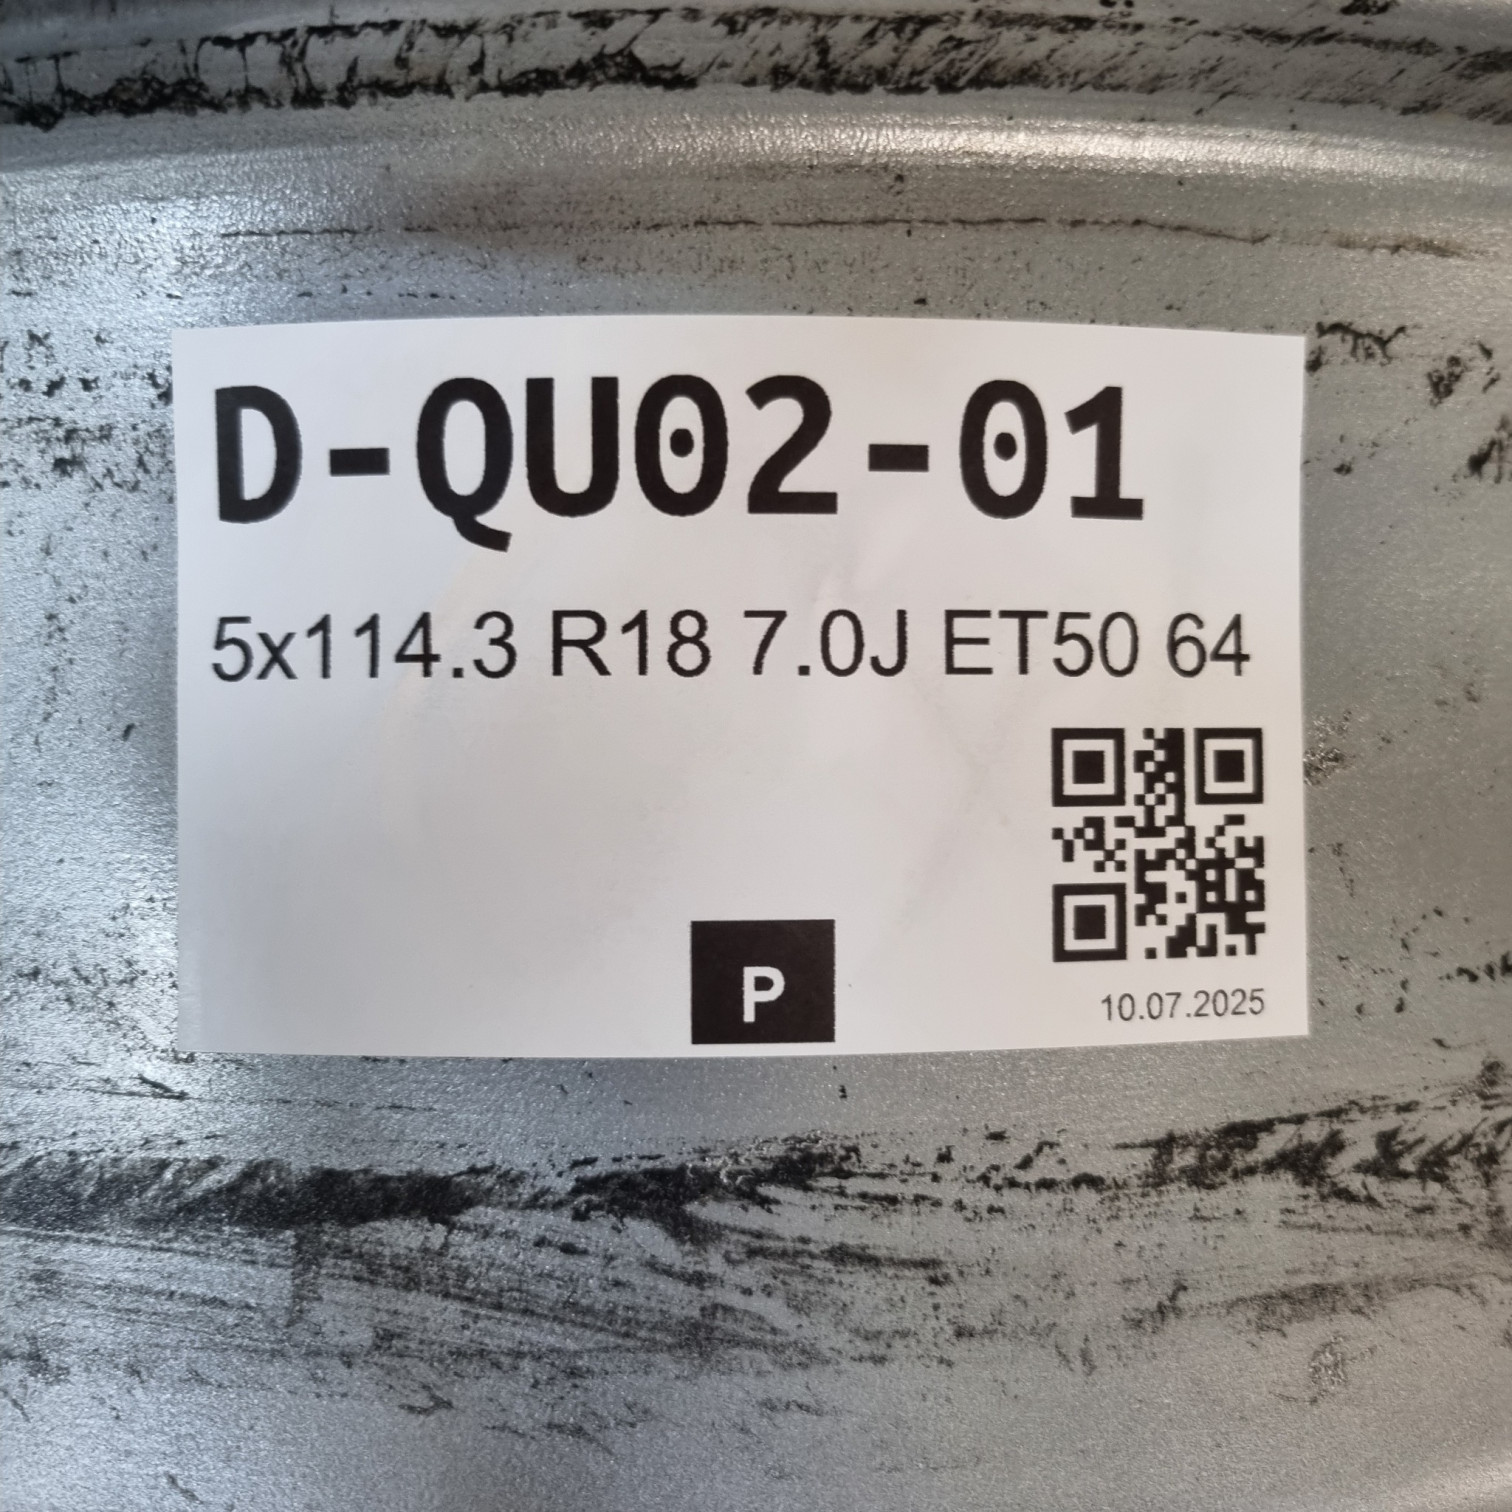 D-QU02-01
5x114.3 R18 7.0J ET50 64
P
10.07.2025